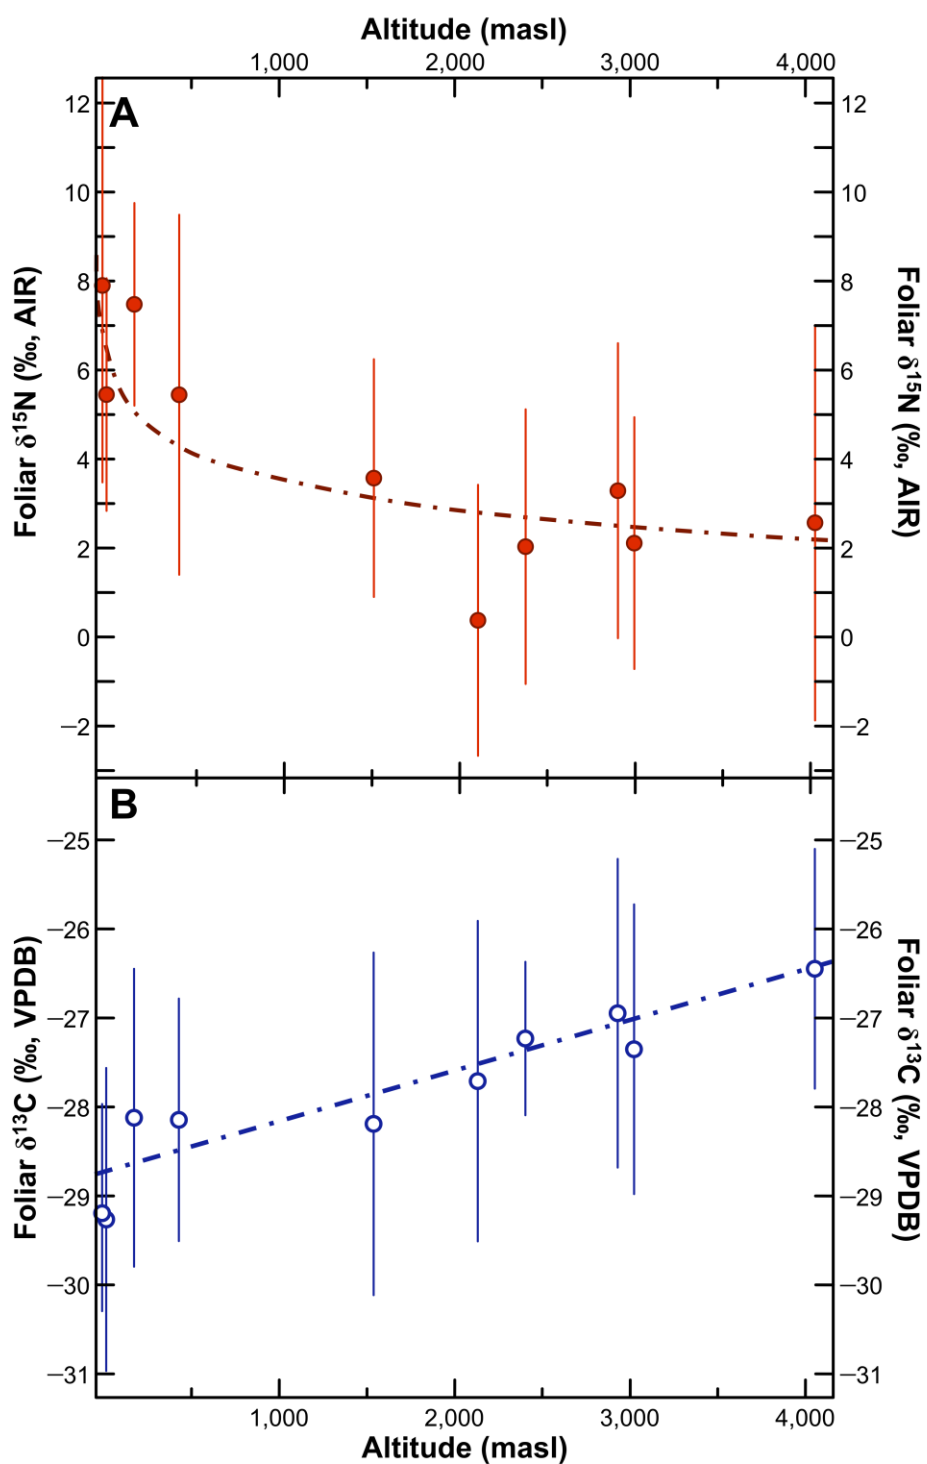 Altitude (masl)
1,000 2,000 3,000 4,000
A
12 12
10 10
8 8
6 6
4 4
2 2
0 0
−2 −2
Foliar δ¹⁵N (‰, AIR)
Foliar δ¹⁵N (‰, AIR)
B
−25 −25
−26 −26
−27 −27
−28 −28
−29 −29
−30 −30
−31 −31
Foliar δ¹³C (‰, VPDB)
Foliar δ¹³C (‰, VPDB)
1,000 2,000 3,000 4,000
Altitude (masl)